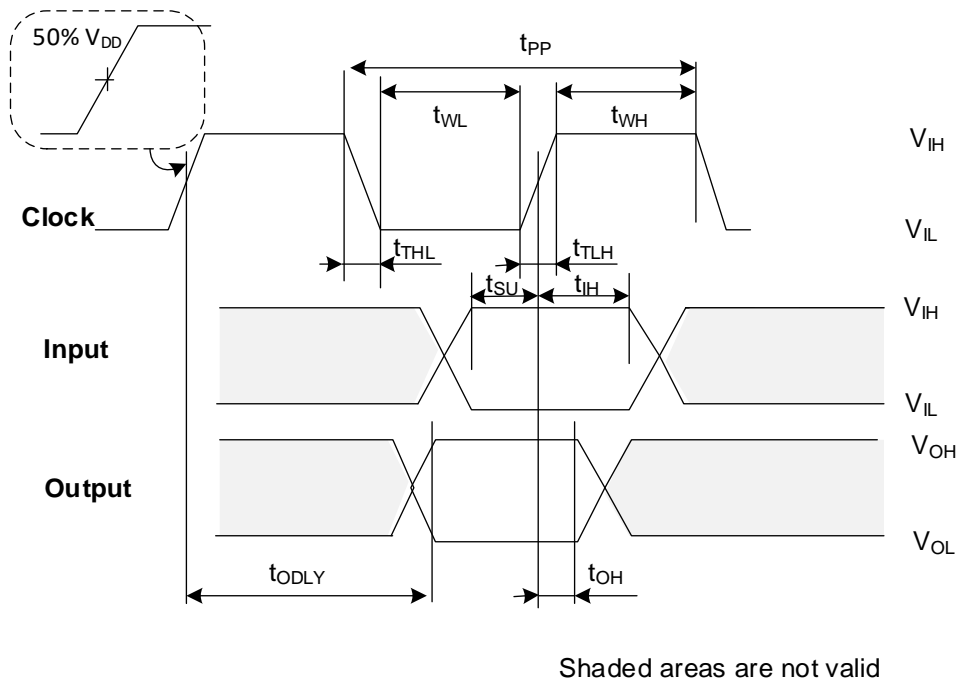 50% VDD
tPP
tWL
tWH
VIH
Clock
VIL
tTHL
tTLH
tSU
tIH
VIH
Input
VIL
VOH
Output
VOL
tODLY
tOH
Shaded areas are not valid